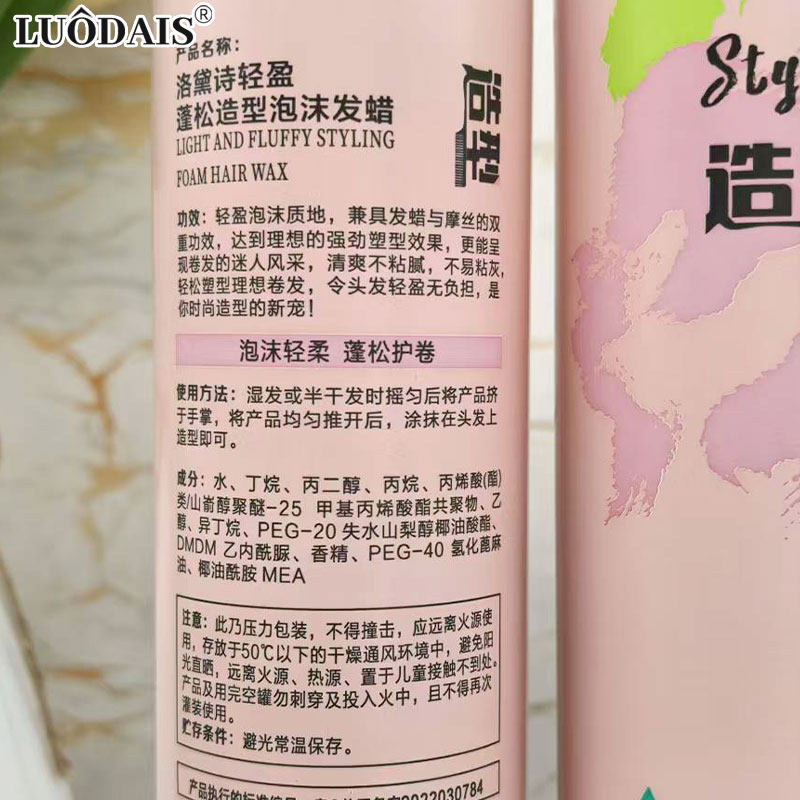 LUÔDAIS®
产品名称：
洛黛诗轻盈
蓬松造型泡沫发蜡
LIGHT AND FLUFFY STYLING
FOAM HAIR WAX
造型
功效：轻盈泡沫质地，兼具发蜡与摩丝的双
重功效，达到理想的强劲塑型效果，更能呈
现卷发的迷人风采，清爽不粘腻，不易粘灰，
轻松塑型理想卷发，令头发轻盈无负担，是
你时尚造型的新宠！
泡沫轻柔 蓬松护卷
使用方法：湿发或半干发时摇匀后将产品挤
于手掌，将产品均匀推开后，涂抹在头发上
造型即可。
成分：水、丁烷、丙二醇、丙烷、丙烯酸(酯)
类/山嵛醇聚醚-25 甲基丙烯酸酯共聚物、乙
醇、异丁烷、PEG-20 失水山梨醇椰油酸酯、
DMDM 乙内酰脲、香精、PEG-40 氢化蓖麻
油、椰油酰胺 MEA
注意：此乃压力包装，不得撞击，应远离火源使
用，存放于50℃以下的干燥通风环境中，避免阳
光直晒，远离火源、热源、置于儿童接触不到处。
产品及用完空罐勿刺穿及投入火中，且不得再次
灌装使用。
贮存条件：避光常温保存。
产品执行的标准编号：
2022030784
Sty
造